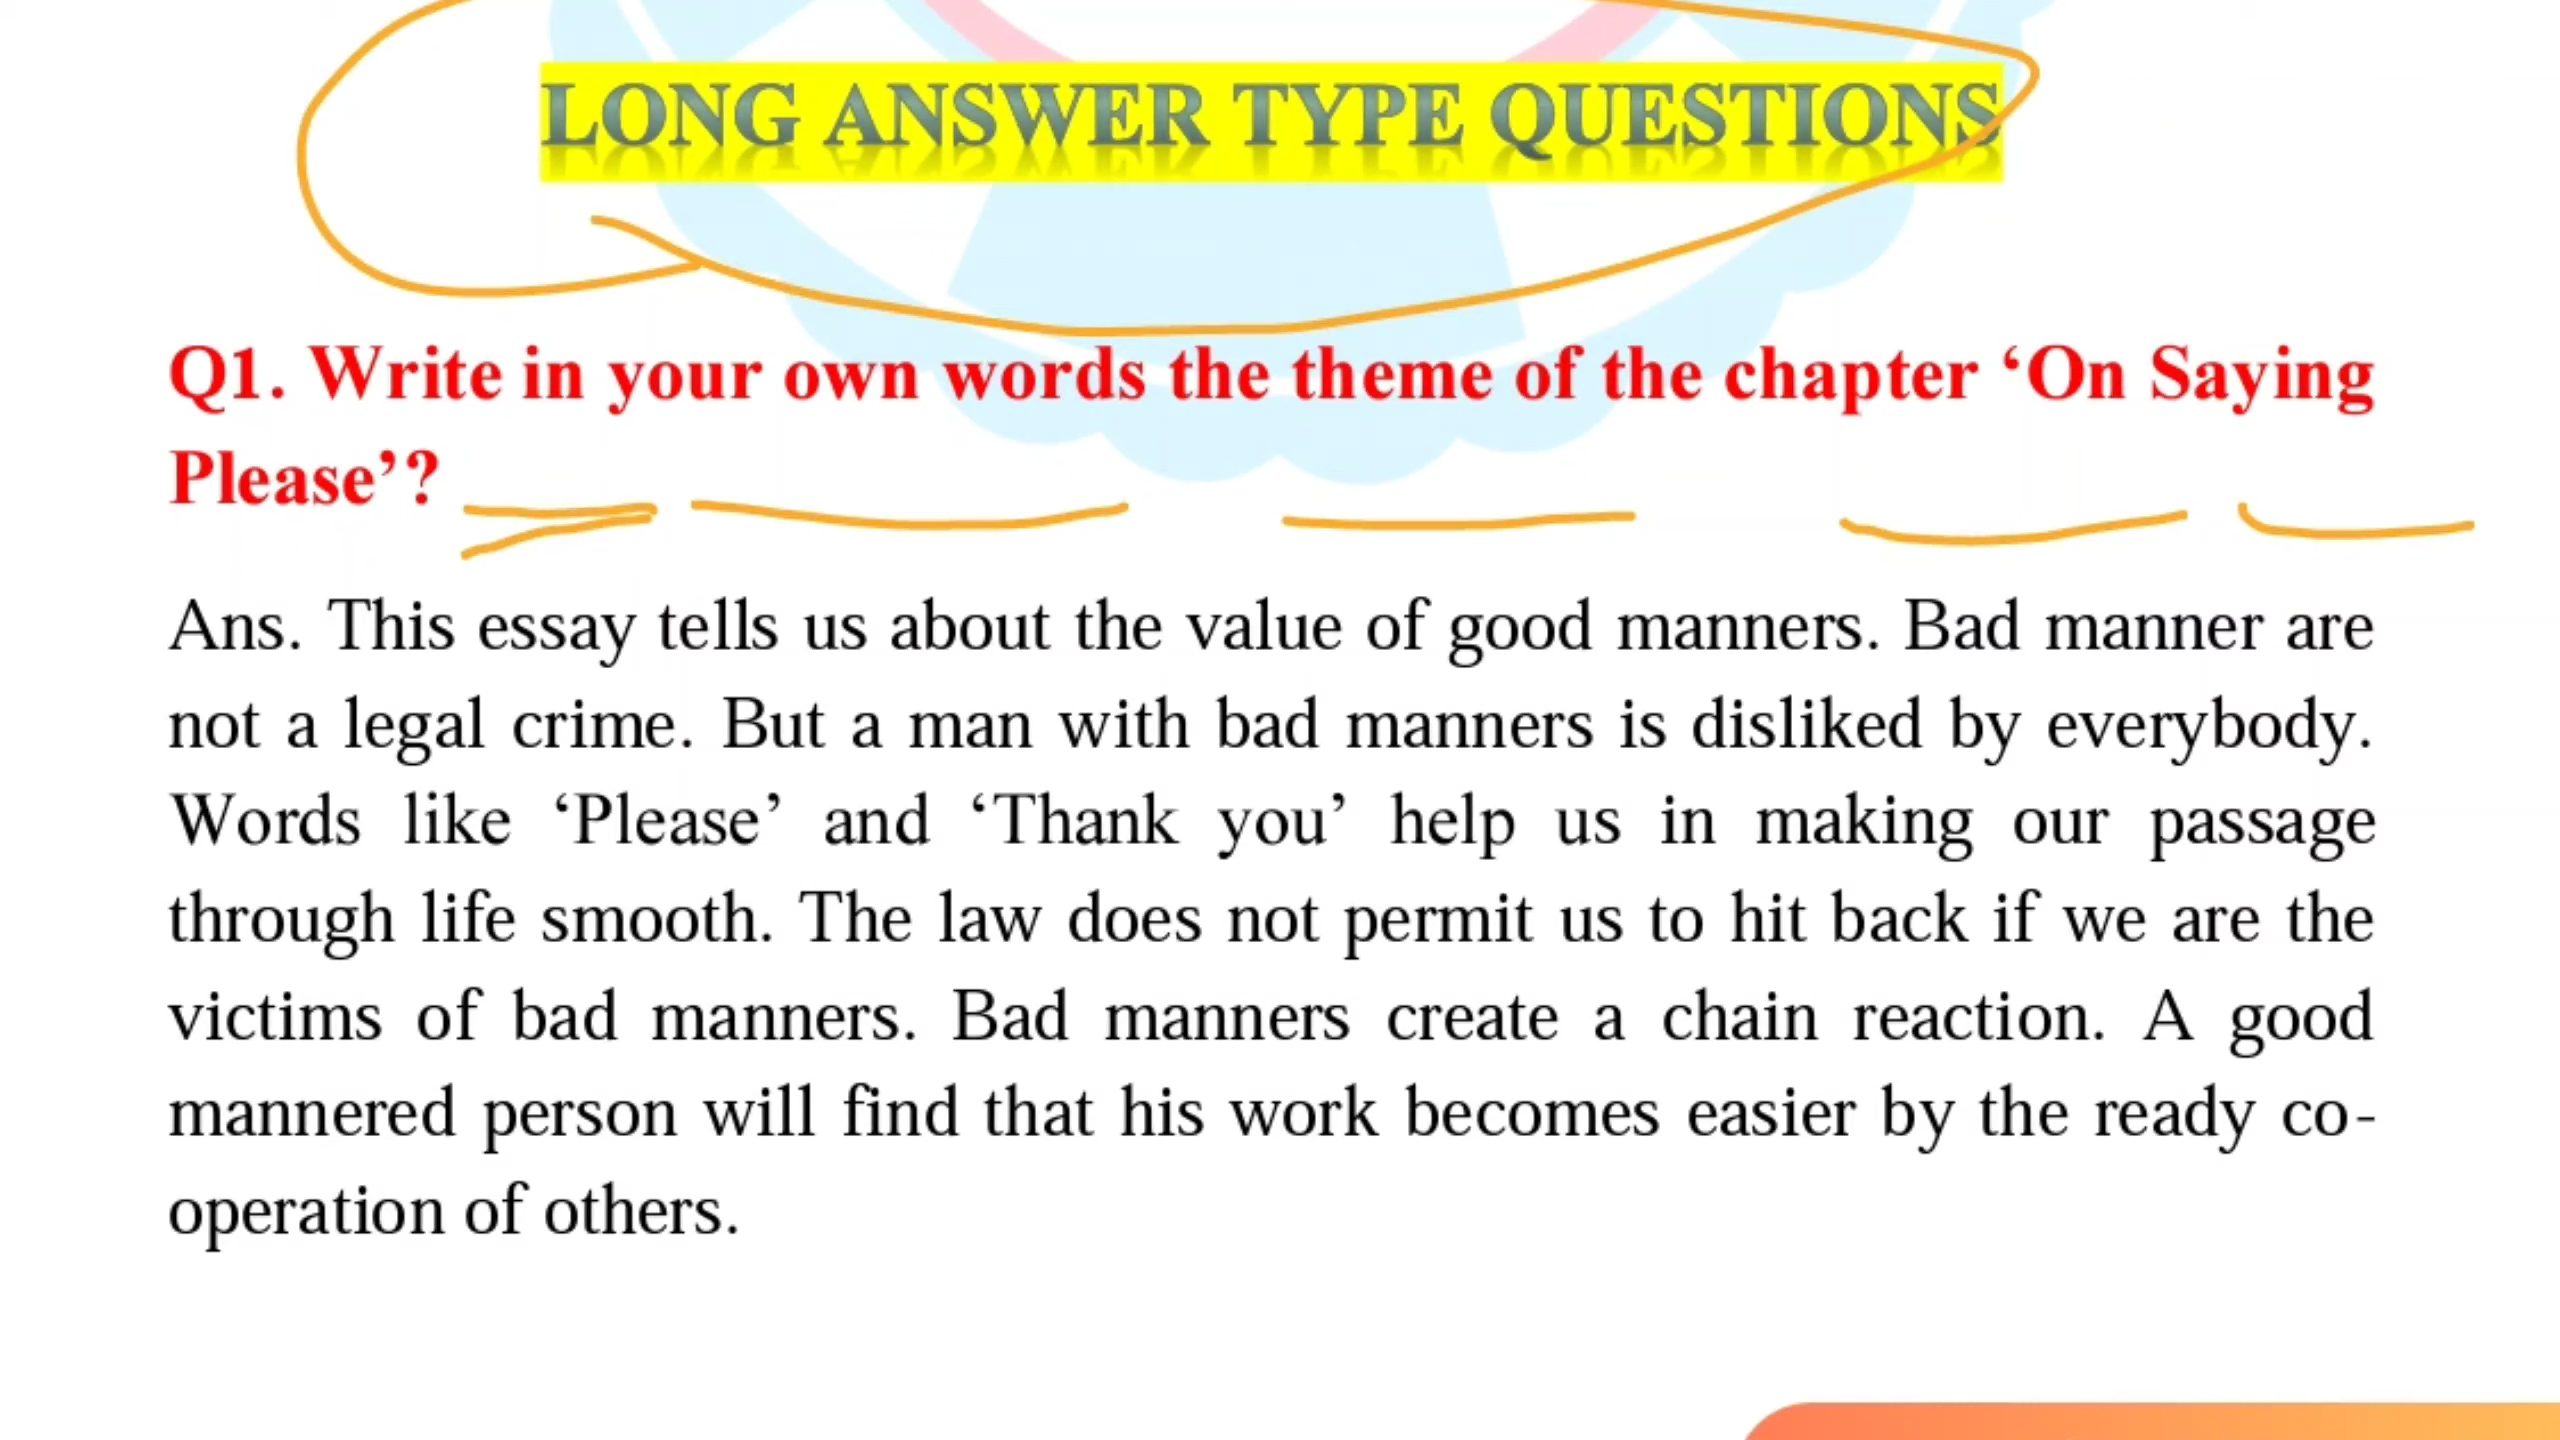 LONG ANSWER TYPE QUESTIONS
Q1. Write in your own words the theme of the chapter ‘On Saying
Please’?
Ans. This essay tells us about the value of good manners. Bad manner are
not a legal crime. But a man with bad manners is disliked by everybody.
Words like ‘Please’ and ‘Thank you’ help us in making our passage
through life smooth. The law does not permit us to hit back if we are the
victims of bad manners. Bad manners create a chain reaction. A good
mannered person will find that his work becomes easier by the ready co-
operation of others.